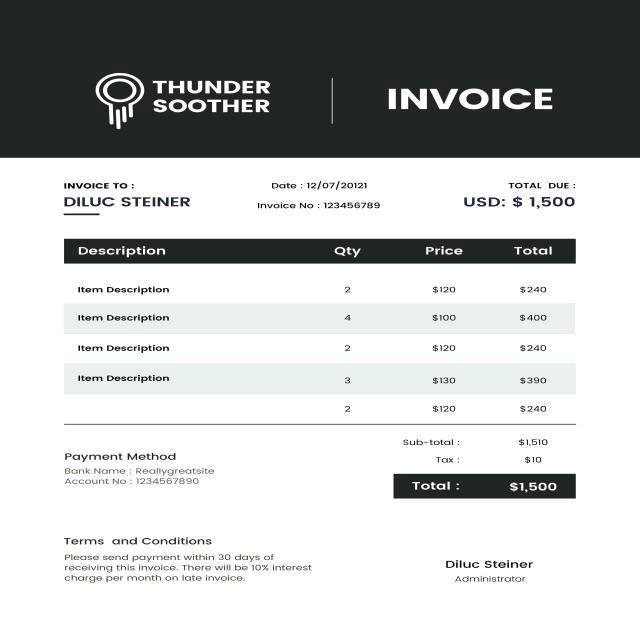 THUNDER
SOOTHER
INVOICE
INVOICE TO :
DILUC STEINER
Date : 12/07/20121
Invoice No : 123456789
TOTAL DUE :
USD: $ 1,500
Description Qty Price Total
Item Description 2 $120 $240
Item Description 4 $100 $400
Item Description 2 $120 $240
Item Description 3 $130 $390
2 $120 $240
Sub-total : $1,510
Tax : $10
Total : $1,500
Payment Method
Bank Name : Reallygreatsite
Account No : 1234567890
Terms and Conditions
Please send payment within 30 days of
receiving this invoice. There will be 10% interest
charge per month on late invoice.
Diluc Steiner
Administrator